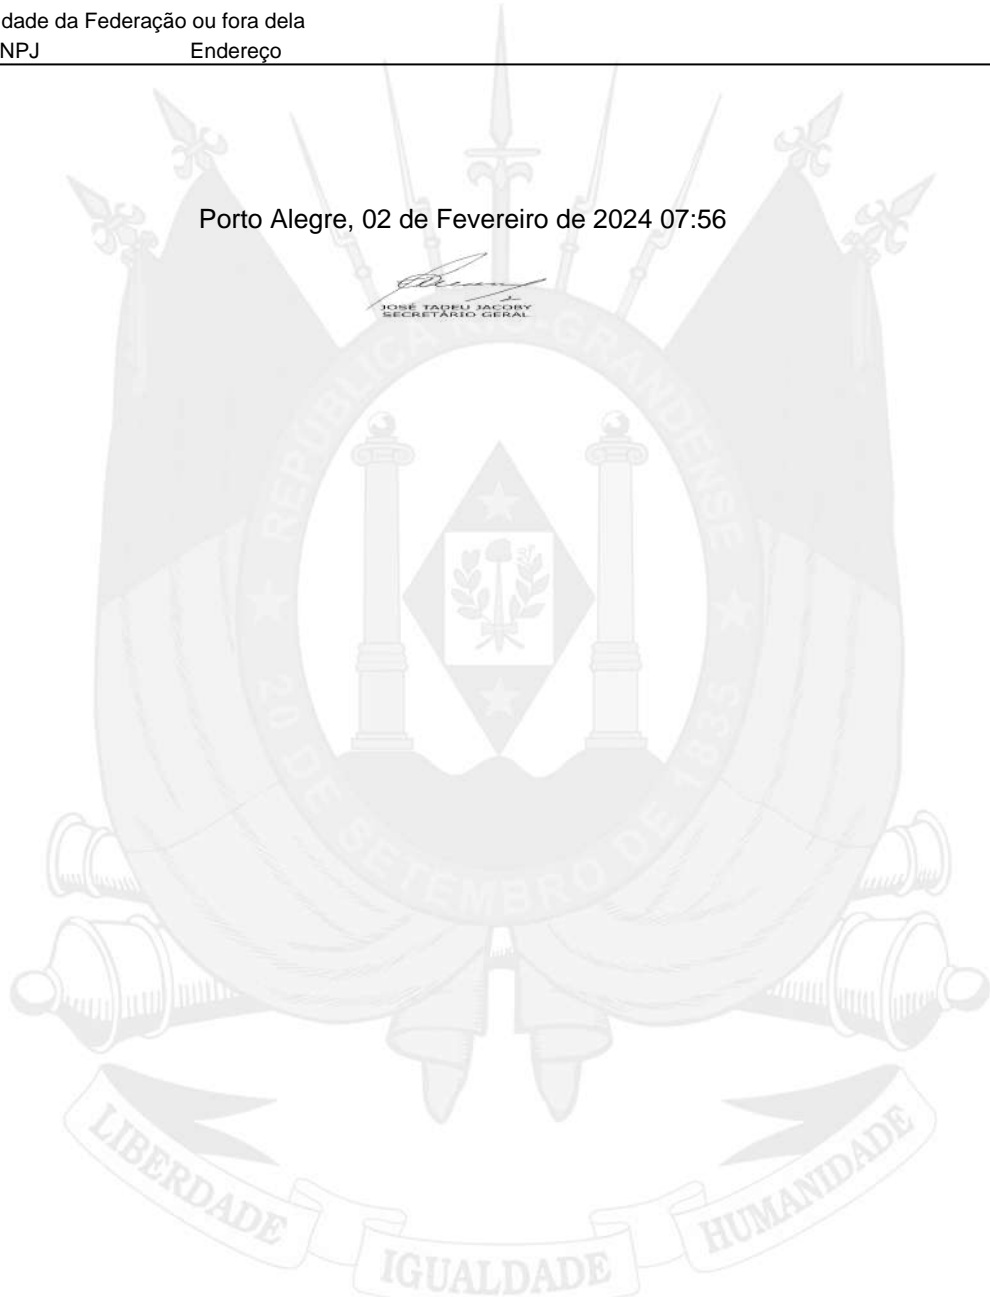 dade da Federação ou fora dela
NPJ Endereço
Porto Alegre, 02 de Fevereiro de 2024 07:56
JOSÉ TADEU JACOBY
SECRETÁRIO GERAL
REPÚBLICA RIO-GRANDENSE
20 DE SETEMBRO DE 1835
LIBERDADE
IGUALDADE
HUMANIDADE